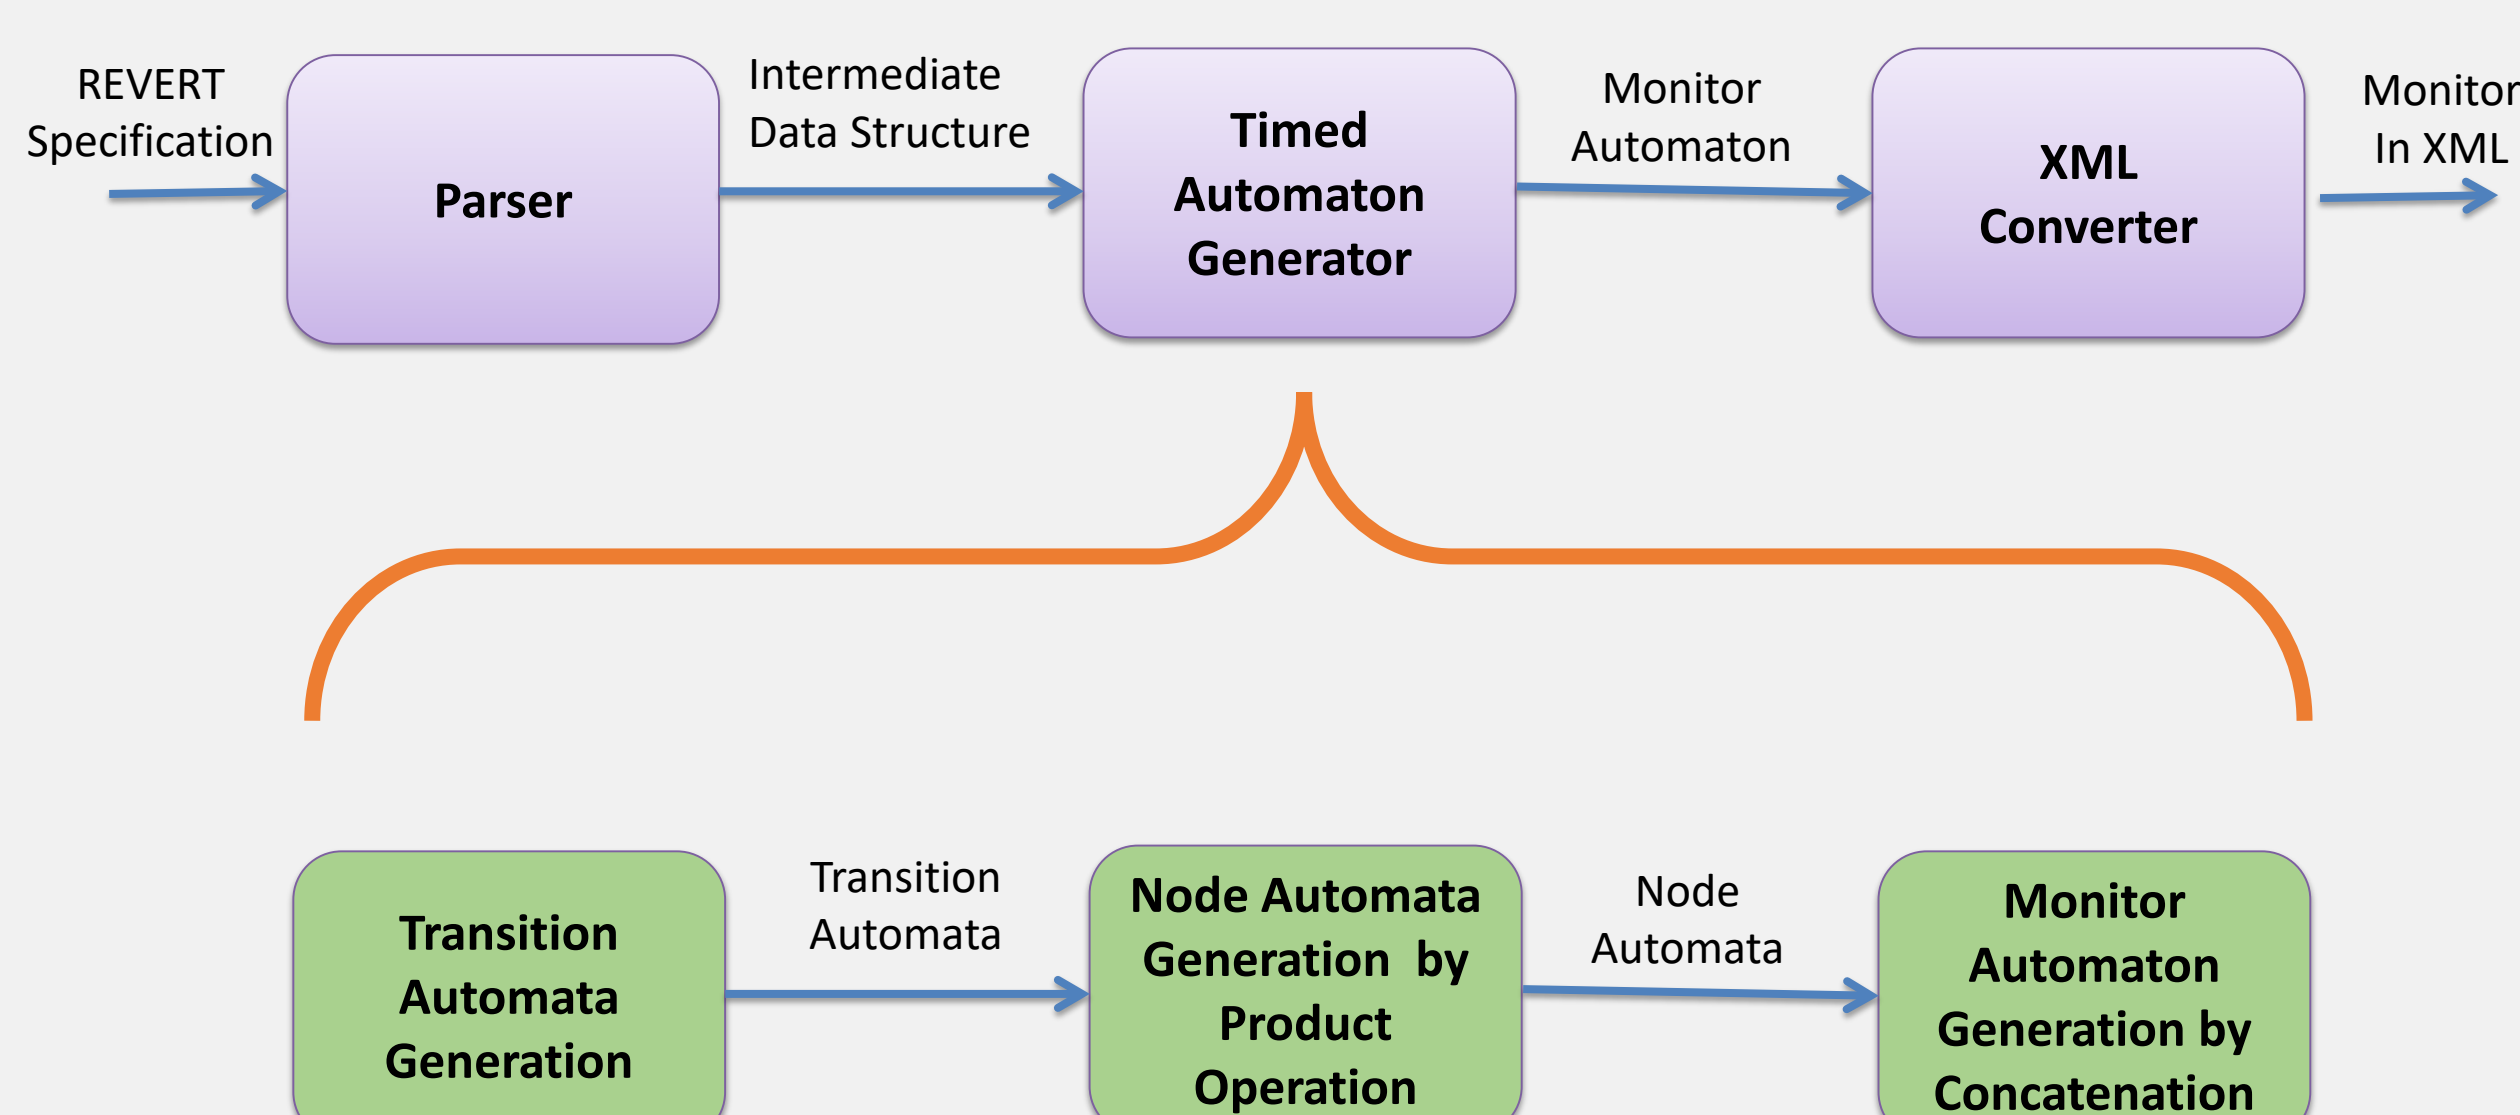 REVERT
Specification
Parser
Intermediate
Data Structure
Timed
Automaton
Generator
Monitor
Automaton
XML
Converter
Monitor
In XML
Transition
Automata
Generation
Transition
Automata
Node Automata
Generation by
Product
Operation
Node
Automata
Monitor
Automaton
Generation by
Concatenation